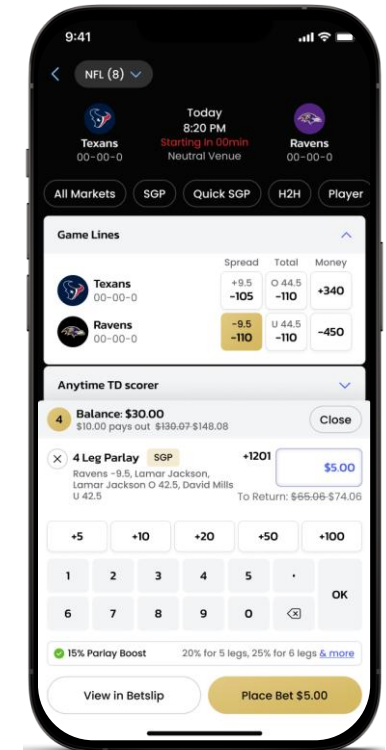 9:41
NFL (8)
Today
8:20 PM
Texans
Starting In 00min
Ravens
00-00-0
Neutral Venue
00-00-0
All Markets
SGP
Quick SGP
H2H
Player
Game Lines
Spread
Total
Money
Texans
00-00-0
+9.5
-105
O 44.5
-110
+340
Ravens
00-00-0
-9.5
-110
U 44.5
-110
-450
Anytime TD scorer
4
Balance: $30.00
$10.00 pays out $130.07 $148.08
Close
4 Leg Parlay SGP
+1201
$5.00
Ravens -9.5, Lamar Jackson,
Lamar Jackson O 42.5, David Mills
U 42.5
To Return: $65.06 $74.06
+5
+10
+20
+50
+100
1 2 3 4 5 ·
OK
6 7 8 9 0
15% Parlay Boost
20% for 5 legs, 25% for 6 legs & more
View in Betslip
Place Bet $5.00